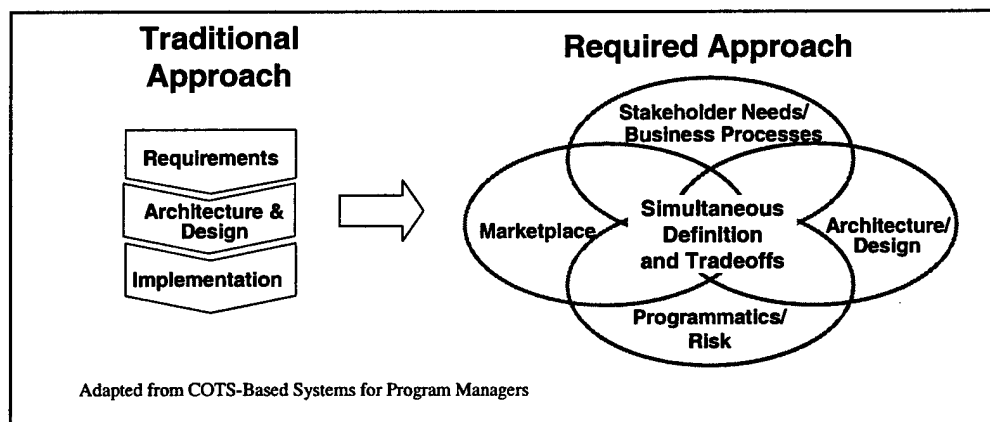 Traditional
Approach
Requirements
Architecture &
Design
Implementation
Required Approach
Stakeholder Needs/
Business Processes
Marketplace
Simultaneous
Definition
and Tradeoffs
Architecture/
Design
Programmatics/
Risk
Adapted from COTS-Based Systems for Program Managers